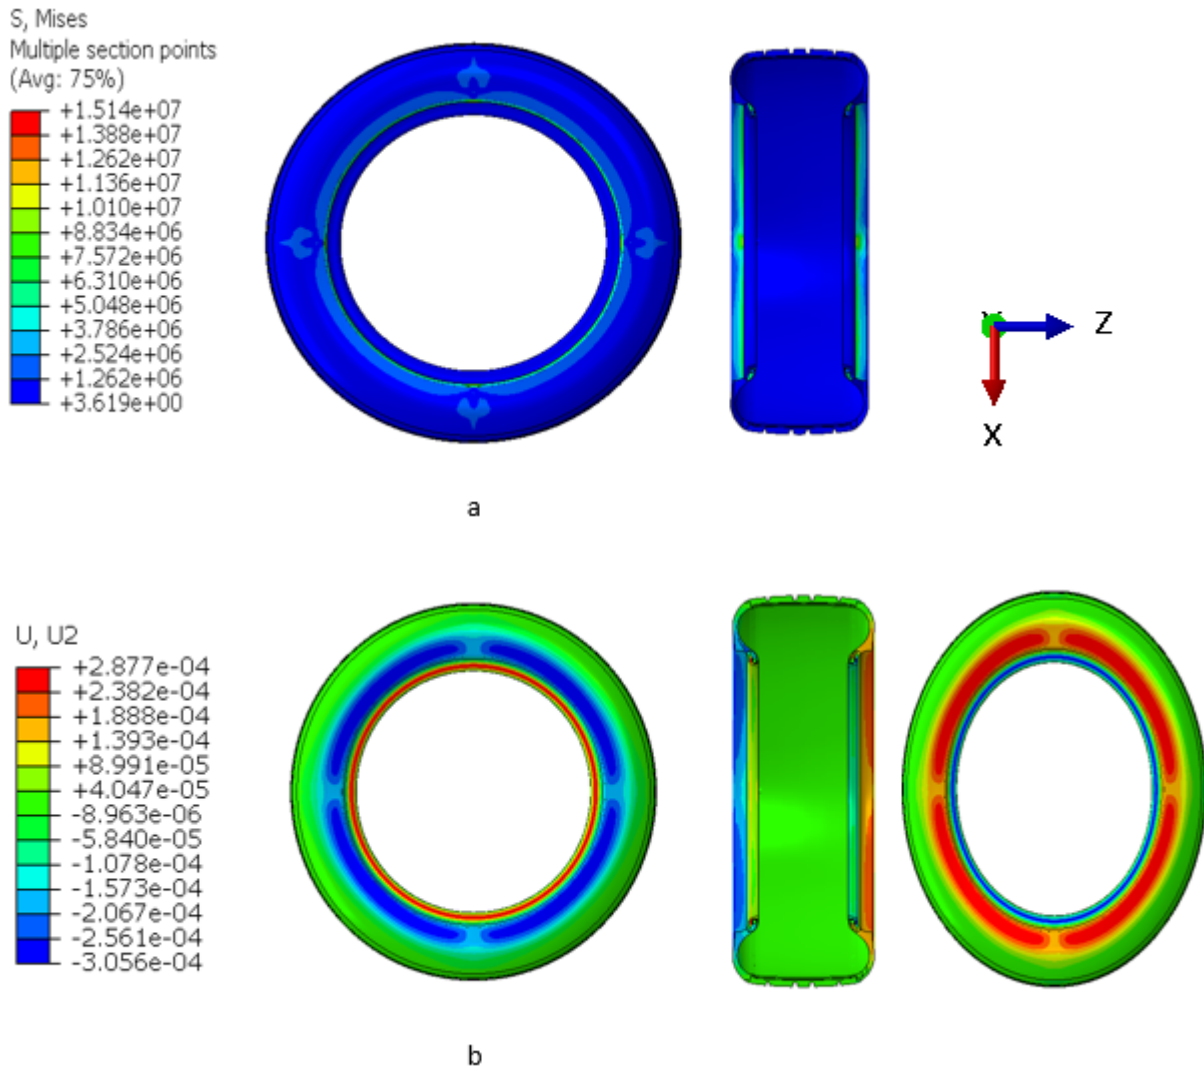 S, Mises
Multiple section points
(Avg: 75%)
+1.514e+07
+1.388e+07
+1.262e+07
+1.136e+07
+1.010e+07
+8.834e+06
+7.572e+06
+6.310e+06
+5.048e+06
+3.786e+06
+2.524e+06
+1.262e+06
+3.619e+00
Z
X
a
U, U2
+2.877e-04
+2.382e-04
+1.888e-04
+1.393e-04
+8.991e-05
+4.047e-05
-8.963e-06
-5.840e-05
-1.078e-04
-1.573e-04
-2.067e-04
-2.561e-04
-3.056e-04
b